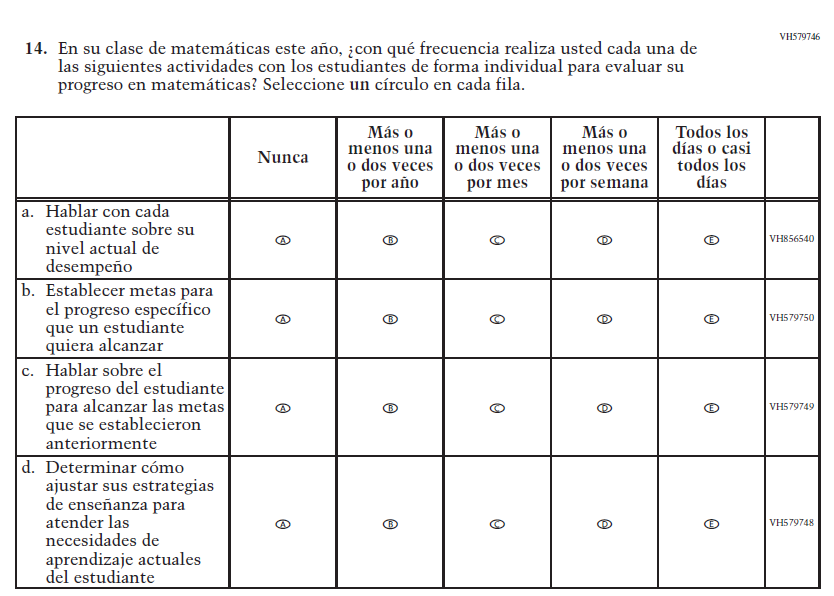 VH579746
14. En su clase de matemáticas este año, ¿con qué frecuencia realiza usted cada una de
las siguientes actividades con los estudiantes de forma individual para evaluar su
progreso en matemáticas? Seleccione un círculo en cada fila.
Nunca
Más o
menos una
o dos veces
por año
Más o
menos una
o dos veces
por mes
Más o
menos una
o dos veces
por semana
Todos los
días o casi
todos los
días
a. Hablar con cada
estudiante sobre su
nivel actual de
desempeño
A B C D E VH856540
b. Establecer metas para
el progreso específico
que un estudiante
quiera alcanzar
A B C D E VH579750
c. Hablar sobre el
progreso del estudiante
para alcanzar las metas
que se establecieron
anteriormente
A B C D E VH579749
d. Determinar cómo
ajustar sus estrategias
de enseñanza para
atender las
necesidades de
aprendizaje actuales
del estudiante
A B C D E VH579748